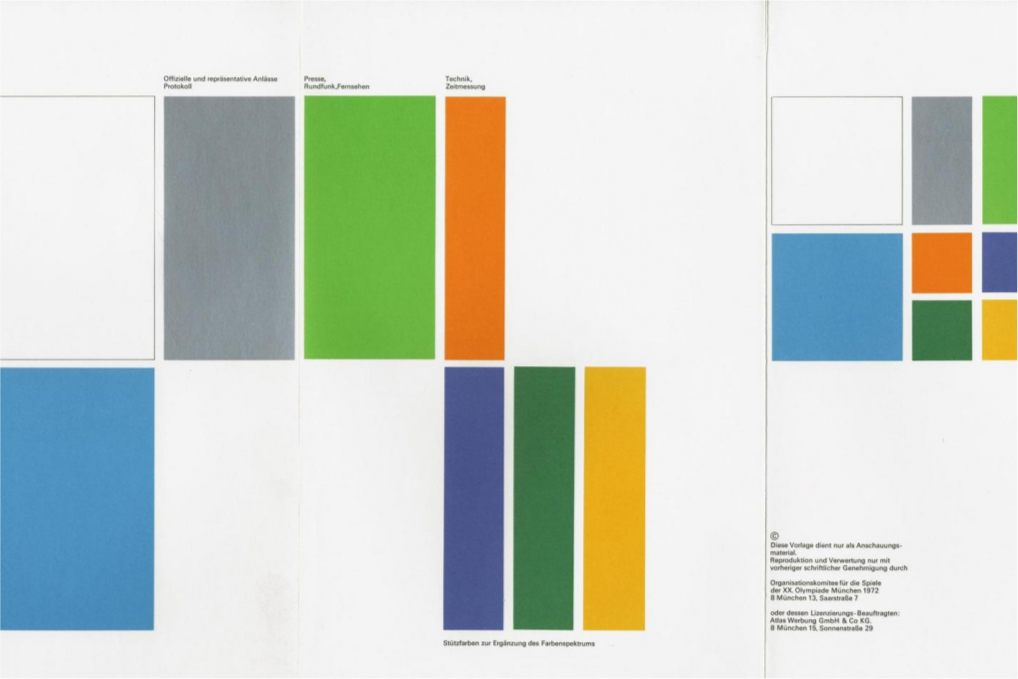 Offizielle und repräsentative Anlässe
Protokoll
Presse,
Rundfunk,Fernsehen
Technik,
Zeitmessung
Stützfarben zur Ergänzung des Farbenspektrums
©
Diese Vorlage dient nur als Anschauungs-
material.
Reproduktion und Verwertung nur mit
vorheriger schriftlicher Genehmigung durch
Organisationskomitee für die Spiele
der XX. Olympiade München 1972
8 München 13, Saarstraße 7
oder dessen Lizenzierungs-Beauftragten:
Atlas Werbung GmbH & Co KG.
8 München 15, Sonnenstraße 29